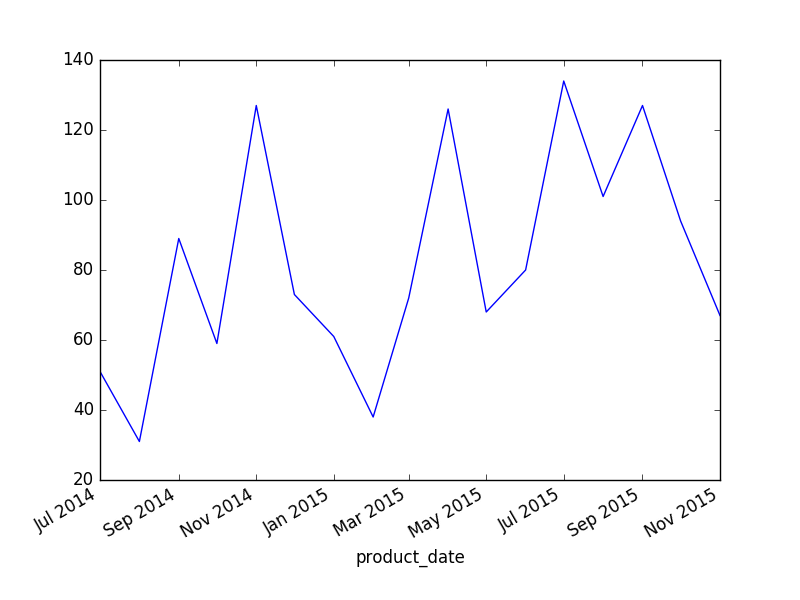 140
120
100
80
60
40
20
Jul 2014
Sep 2014
Nov 2014
Jan 2015
Mar 2015
May 2015
Jul 2015
Sep 2015
Nov 2015
product_date